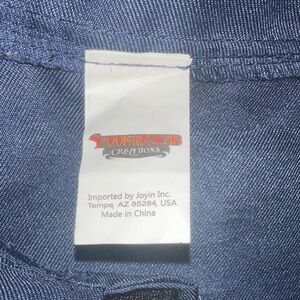 CREATIONS
Imported by Joyin Inc.
Tempe, AZ 85284, USA
Made in China